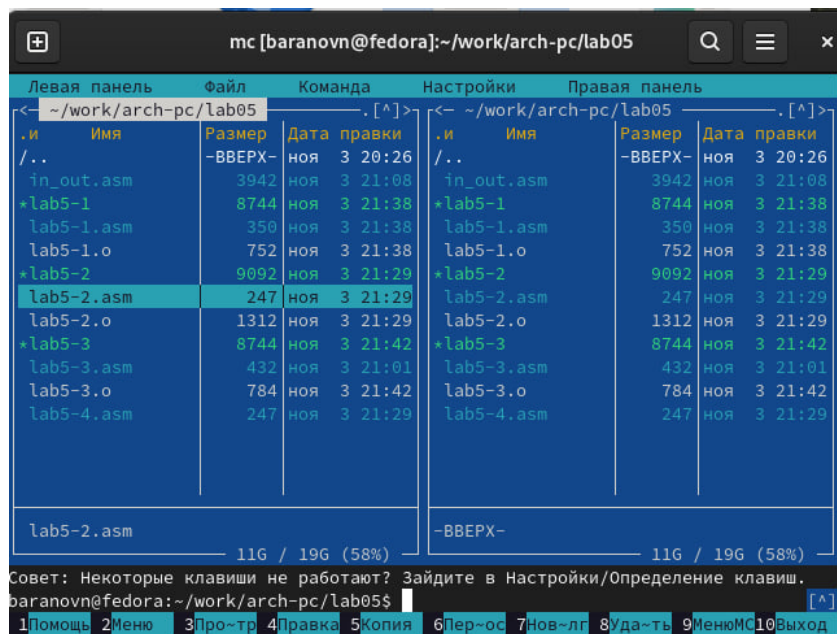 mc [baranovn@fedora]:~/work/arch-pc/lab05
Левая панель Файл Команда Настройки Правая панель
<— ~/work/arch-pc/lab05 .[^]> <— ~/work/arch-pc/lab05 .[^]>
.и Имя Размер Дата правки .и Имя Размер Дата правки
/.. -ВВЕРХ- ноя 3 20:26 /.. -ВВЕРХ- ноя 3 20:26
in_out.asm 3942 ноя 3 21:08 in_out.asm 3942 ноя 3 21:08
*lab5-1 8744 ноя 3 21:38 *lab5-1 8744 ноя 3 21:38
lab5-1.asm 350 ноя 3 21:38 lab5-1.asm 350 ноя 3 21:38
lab5-1.o 752 ноя 3 21:38 lab5-1.o 752 ноя 3 21:38
*lab5-2 9092 ноя 3 21:29 *lab5-2 9092 ноя 3 21:29
lab5-2.asm 247 ноя 3 21:29 lab5-2.asm 247 ноя 3 21:29
lab5-2.o 1312 ноя 3 21:29 lab5-2.o 1312 ноя 3 21:29
*lab5-3 8744 ноя 3 21:42 *lab5-3 8744 ноя 3 21:42
lab5-3.asm 432 ноя 3 21:01 lab5-3.asm 432 ноя 3 21:01
lab5-3.o 784 ноя 3 21:42 lab5-3.o 784 ноя 3 21:42
lab5-4.asm 247 ноя 3 21:29 lab5-4.asm 247 ноя 3 21:29
lab5-2.asm -ВВЕРХ-
11G / 19G (58%) 11G / 19G (58%)
Совет: Некоторые клавиши не работают? Зайдите в Настройки/Определение клавиш.
baranovn@fedora:~/work/arch-pc/lab05$ [^]
1Помощь 2Меню 3Про~тр 4Правка 5Копия 6Пер~ос 7Нов~лг 8Уда~ть 9МенюМС 10Выход